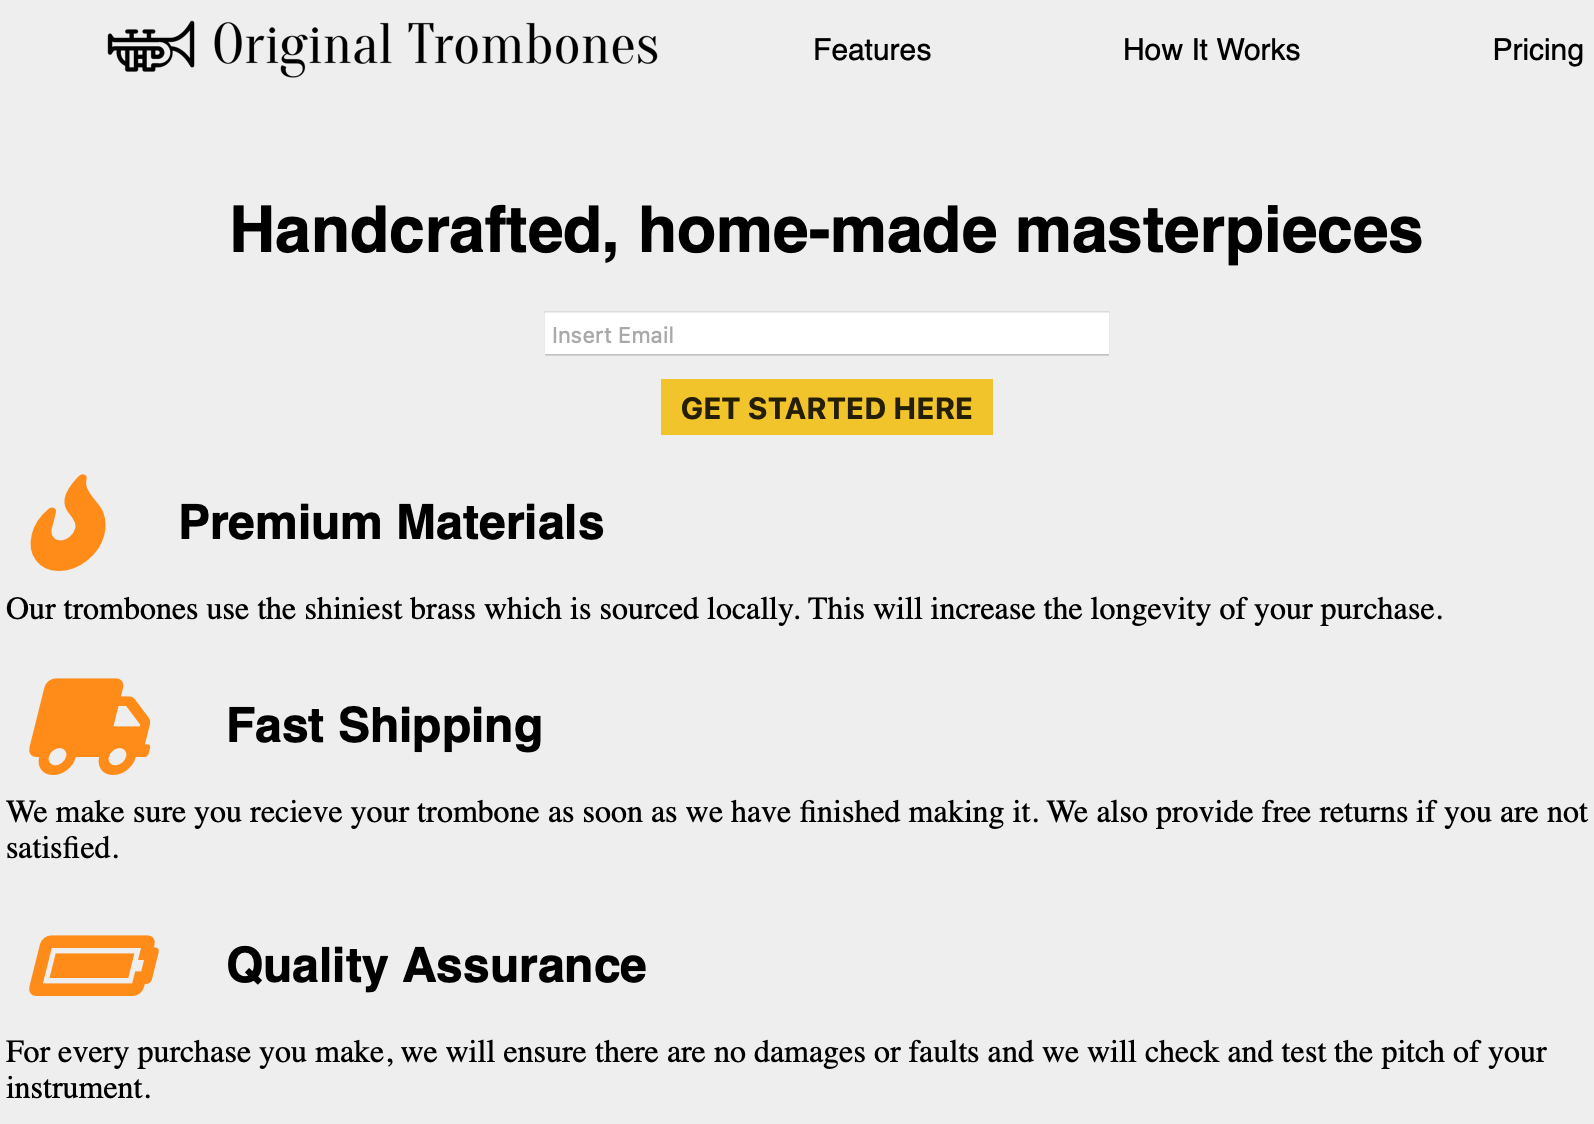 Original Trombones
Features
How It Works
Pricing
Handcrafted, home-made masterpieces
Insert Email
GET STARTED HERE
Premium Materials
Our trombones use the shiniest brass which is sourced locally. This will increase the longevity of your purchase.
Fast Shipping
We make sure you recieve your trombone as soon as we have finished making it. We also provide free returns if you are not
satisfied.
Quality Assurance
For every purchase you make, we will ensure there are no damages or faults and we will check and test the pitch of your
instrument.